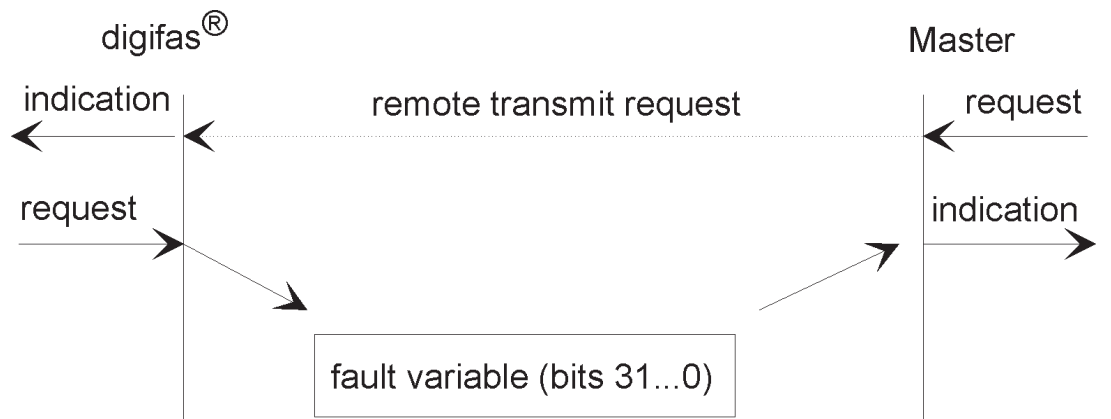 digifas®
Master
indication
remote transmit request
request
request
indication
fault variable (bits 31...0)